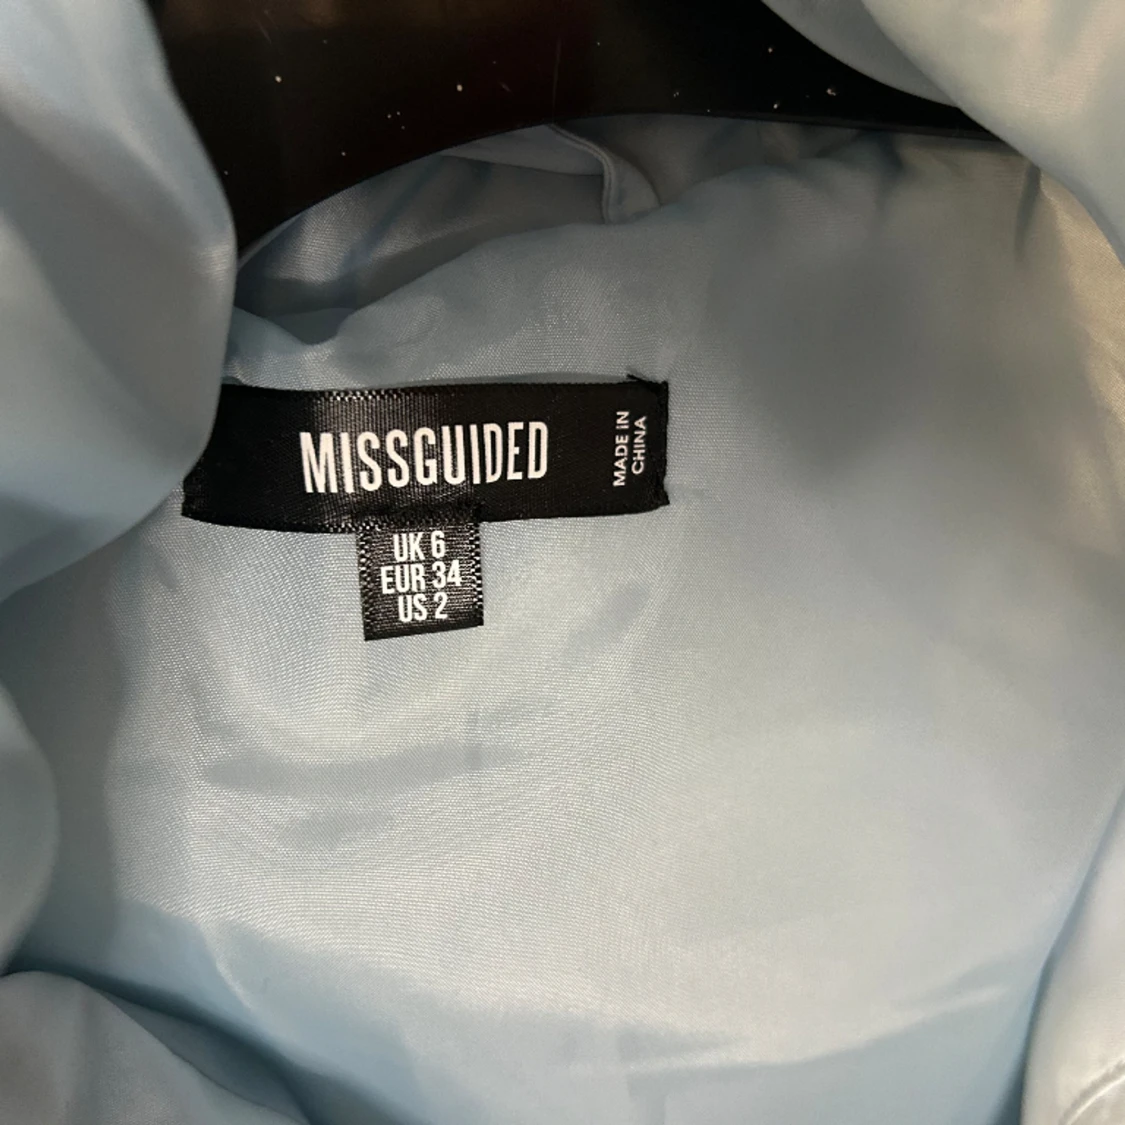 MISSGUIDED
MADE IN
CHINA
UK 6
EUR 34
US 2